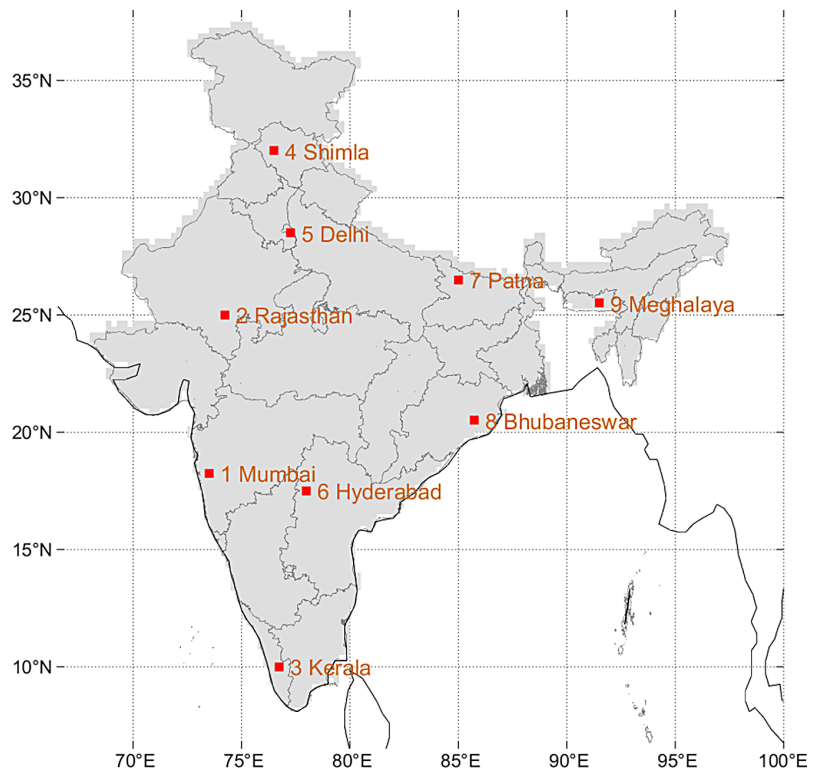 35°N
4 Shimla
30°N
5 Delhi
7 Patna
9 Meghalaya
25°N
2 Rajasthan
8 Bhubaneswar
20°N
1 Mumbai
6 Hyderabad
15°N
10°N
3 Kerala
70°E 75°E 80°E 85°E 90°E 95°E 100°E